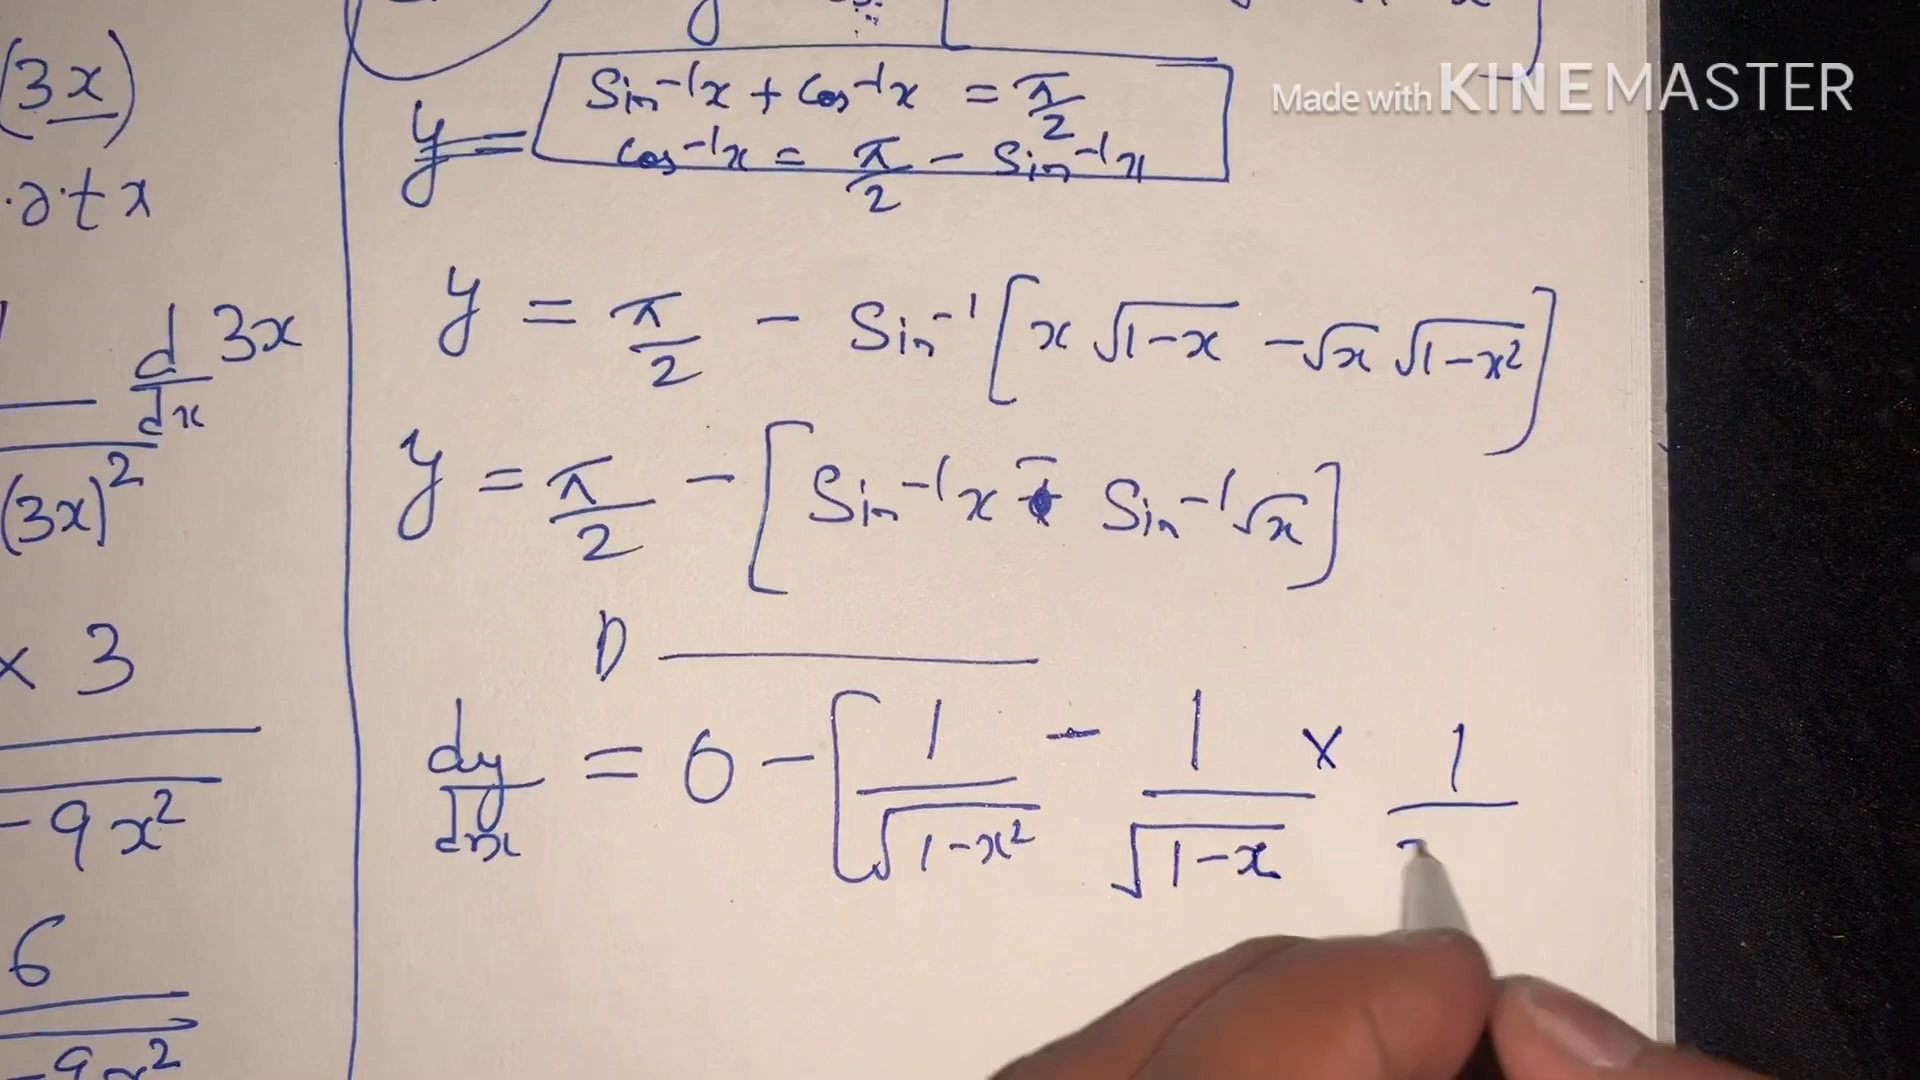 (3x)
.2+x
d/dx 3x
(3x)²
× 3
-9x²
6
-9x²
y
Made with KINEMASTER
Sin⁻¹x + Cos⁻¹x = π/2
y = Cos⁻¹x = π/2 - Sin⁻¹x
y = π/2 - Sin⁻¹[x √(1-x) - √x √(1-x²)]
y = π/2 - [Sin⁻¹x - Sin⁻¹√x]
D
dy/dx = 0 - [1/√(1-x²) - 1/√(1-x) × 1/